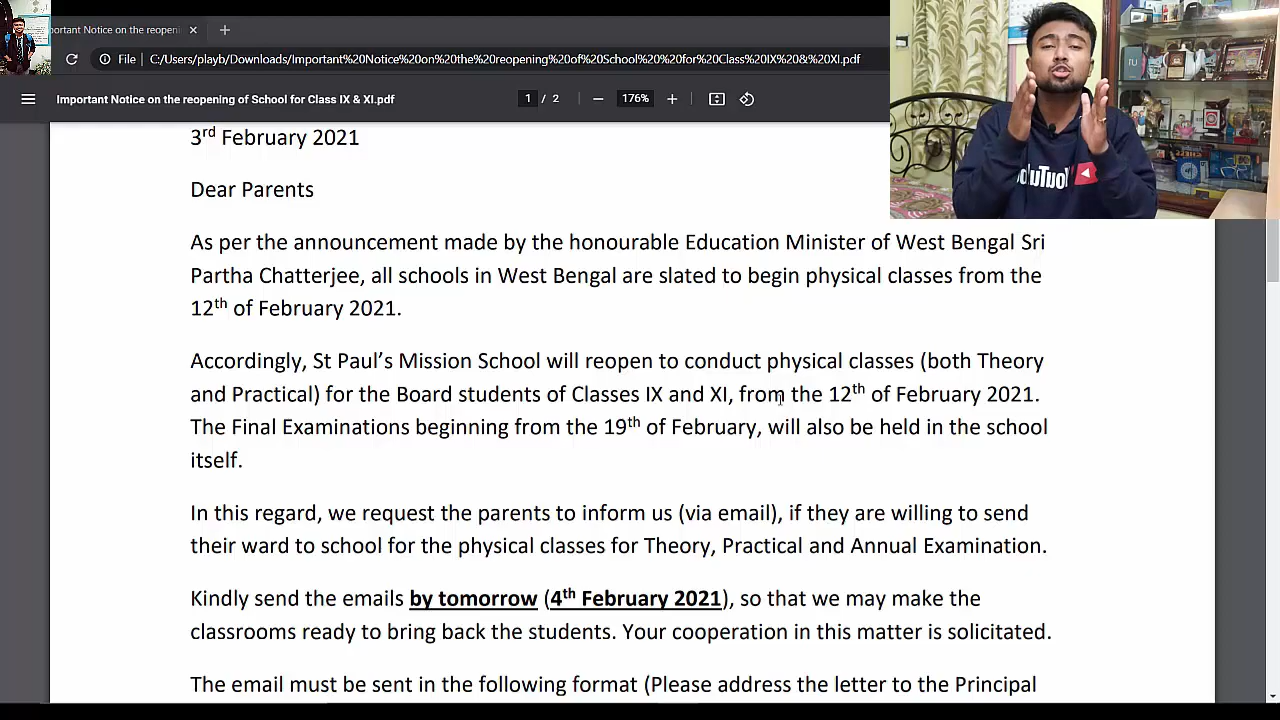 portant Notice on the reopeni
File
C:/Users/playb/Downloads/Important%20Notice%20on%20the%20reopening%20of%20School%20%20for%20Class%20IX%20&%20XI.pdf
Important Notice on the reopening of School for Class IX & XI.pdf
1 / 2
176%
3rd February 2021
Dear Parents
As per the announcement made by the honourable Education Minister of West Bengal Sri
Partha Chatterjee, all schools in West Bengal are slated to begin physical classes from the
12th of February 2021.
Accordingly, St Paul’s Mission School will reopen to conduct physical classes (both Theory
and Practical) for the Board students of Classes IX and XI, from the 12th of February 2021.
The Final Examinations beginning from the 19th of February, will also be held in the school
itself.
In this regard, we request the parents to inform us (via email), if they are willing to send
their ward to school for the physical classes for Theory, Practical and Annual Examination.
Kindly send the emails by tomorrow (4th February 2021), so that we may make the
classrooms ready to bring back the students. Your cooperation in this matter is solicitated.
The email must be sent in the following format (Please address the letter to the Principal